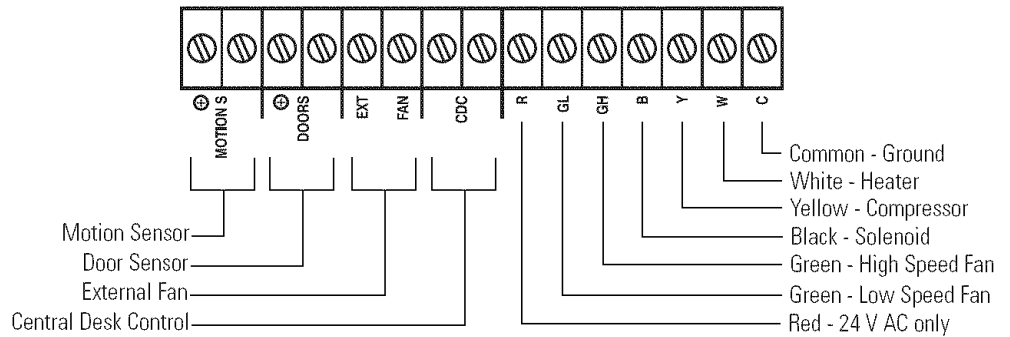 ⊕ MOTION S
⊕ DOORS
EXT FAN
CDC
R
GL
GH
B
Y
W
C
Common - Ground
White - Heater
Yellow - Compressor
Black - Solenoid
Green - High Speed Fan
Green - Low Speed Fan
Red - 24 V AC only
Motion Sensor
Door Sensor
External Fan
Central Desk Control